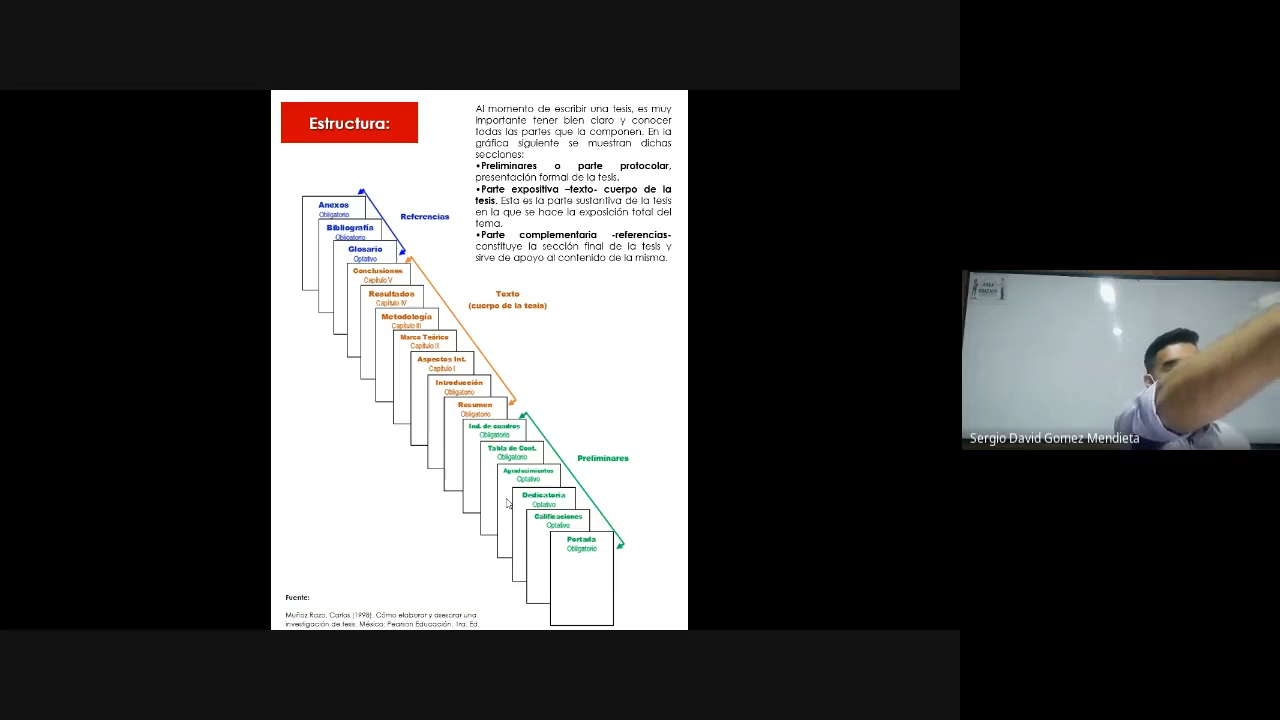 Estructura:
Al momento de escribir una tesis, es muy
importante tener bien claro y conocer
todas las partes que la componen. En la
gráfica siguiente se muestran dichas
secciones:
•Preliminares o parte protocolar,
presentación formal de la tesis.
•Parte expositiva –texto- cuerpo de la
tesis. Esta es la parte sustantiva de la tesis
en la que se hace la exposición total del
tema.
•Parte complementaria -referencias-
constituye la sección final de la tesis y
sirve de apoyo al contenido de la misma.
Anexos
Obligatorio
Referencias
Bibliografía
Obligatorio
Glosario
Optativo
Conclusiones
Capítulo V
Resultados
Capítulo IV
Texto
(cuerpo de la tesis)
Metodología
Capítulo III
Marco Teórico
Capítulo II
Aspectos Int.
Capítulo I
Introducción
Obligatorio
Resumen
Obligatorio
Ind. de cuadros
Obligatorio
Tabla de Cont.
Obligatorio
Preliminares
Agradecimientos
Optativo
Dedicatoria
Optativo
Calificaciones
Optativo
Portada
Obligatorio
Fuente:
Muñoz Razo, Carlos (1998). Cómo elaborar y asesorar una
investigación de tesis. México: Pearson Educación. 1ra. Ed.
Sergio David Gomez Mendieta